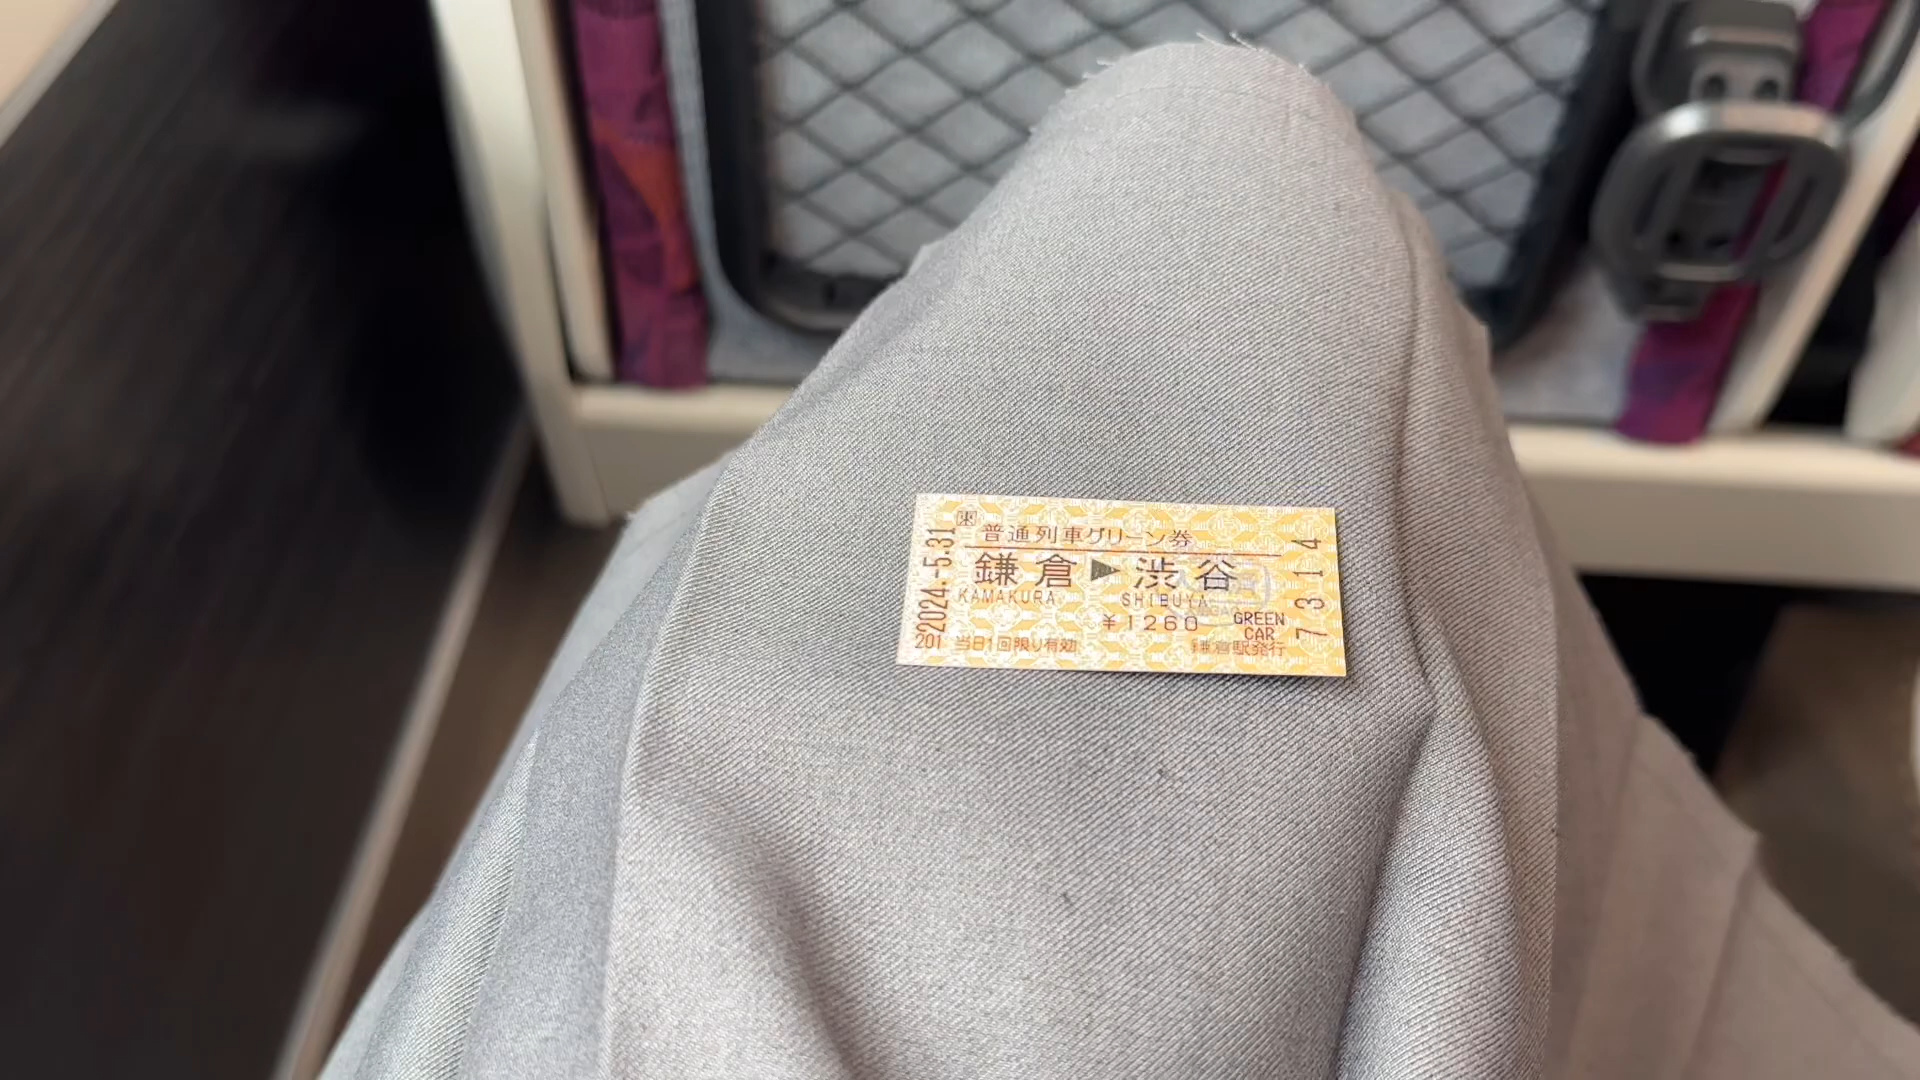 東 普通列車グリーン券
鎌倉▶渋谷
KAMAKURA SHIBUYA
¥1260 GREEN
CAR
201 当日1回限り有効 鎌倉駅発行
2024.-5.31
7314